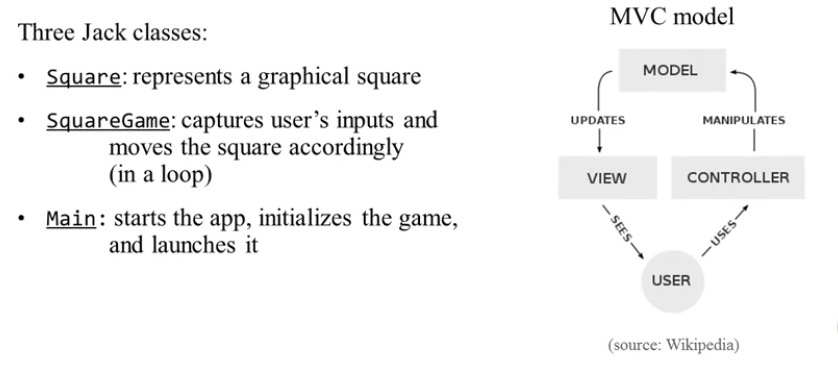 Three Jack classes:
• Square: represents a graphical square
• SquareGame: captures user’s inputs and
moves the square accordingly
(in a loop)
• Main: starts the app, initializes the game,
and launches it
MVC model
MODEL
UPDATES
MANIPULATES
VIEW
CONTROLLER
SEES
USES
USER
(source: Wikipedia)